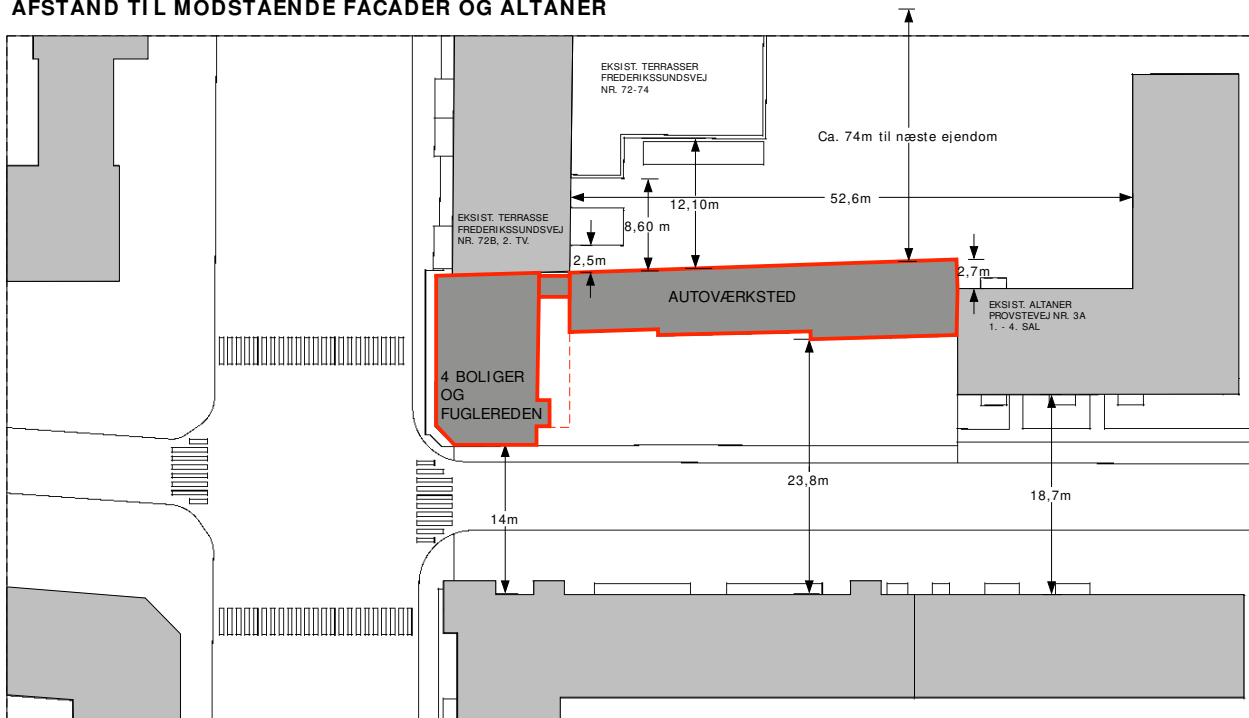 AFSTAND TIL MODSTÅENDE FACADER OG ALTANER
EKSIST. TERRASSER
FREDERIKSSUNDSVEJ
NR. 72-74
Ca. 74m til næste ejendom
12,10m
52,6m
EKSIST. TERRASSE
FREDERIKSSUNDSVEJ
NR. 72B, 2. TV.
8,60 m
2,5m
2,7m
AUTOVÆRKSTED
EKSIST. ALTANER
PROVSTEVEJ NR. 3A
1. - 4. SAL
4 BOLIGER
OG
FUGLEREDEN
23,8m
18,7m
14m